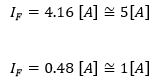 I_F = 4.16 [A] ≅ 5[A]
I_F = 0.48 [A] ≅ 1[A]